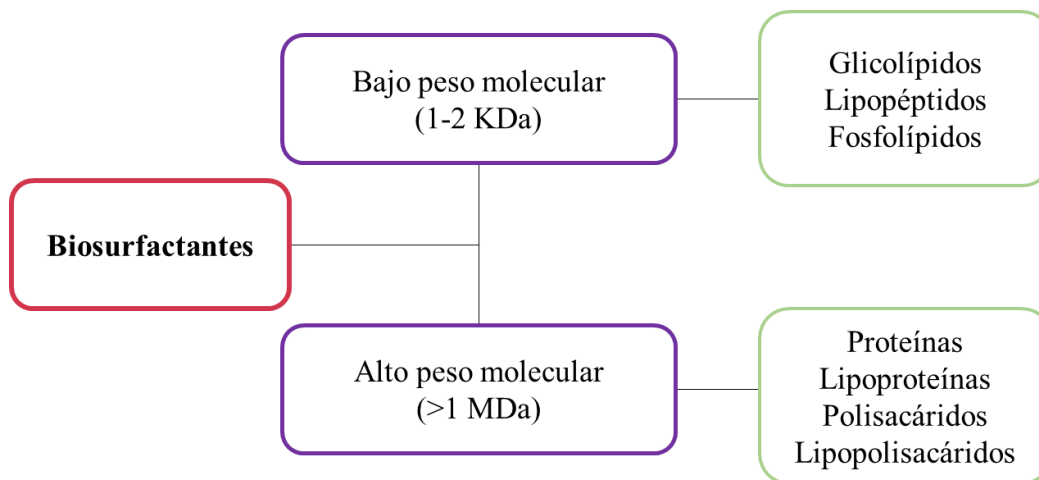 Biosurfactantes
Bajo peso molecular
(1-2 KDa)
Glicolípidos
Lipopéptidos
Fosfolípidos
Alto peso molecular
(>1 MDa)
Proteínas
Lipoproteínas
Polisacáridos
Lipopolisacáridos